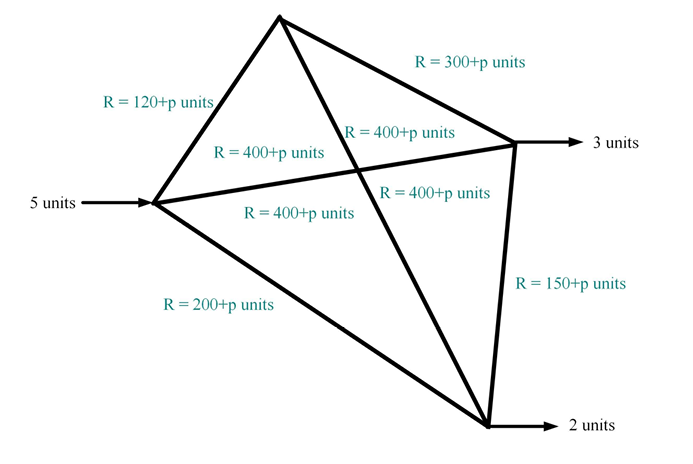 R = 300+p units
R = 120+p units
R = 400+p units
3 units
R = 400+p units
R = 400+p units
5 units
R = 400+p units
R = 150+p units
R = 200+p units
2 units